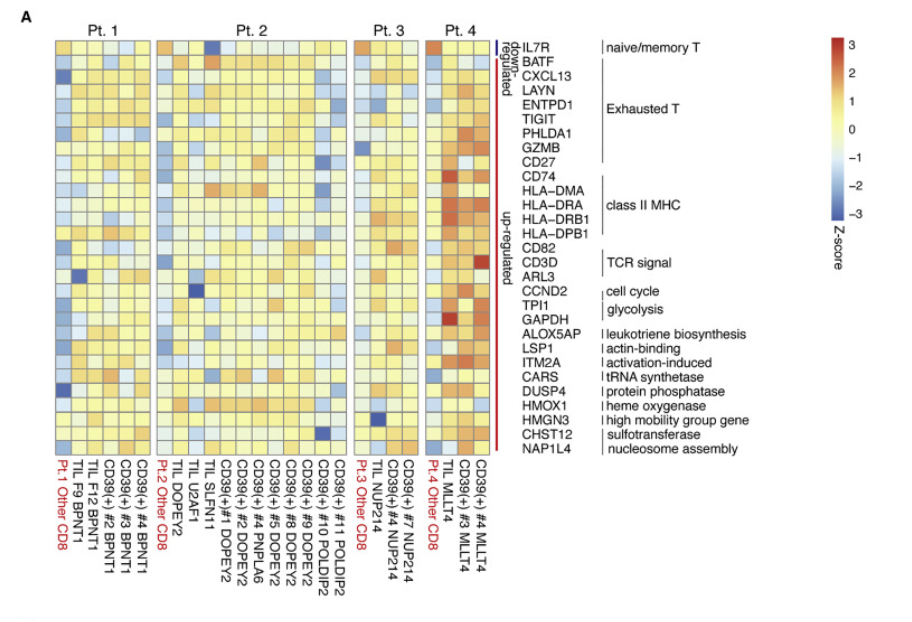 A
Pt. 1
Pt. 2
Pt. 3
Pt. 4
down-
regulated
up-regulated
IL7R
BATF
CXCL13
LAYN
ENTPD1
TIGIT
PHLDA1
GZMB
CD27
CD74
HLA-DMA
HLA-DRA
HLA-DRB1
HLA-DPB1
CD82
CD3D
ARL3
CCND2
TPI1
GAPDH
ALOX5AP
LSP1
ITM2A
CARS
DUSP4
HMOX1
HMGN3
CHST12
NAP1L4
naive/memory T
Exhausted T
class II MHC
TCR signal
cell cycle
glycolysis
leukotriene biosynthesis
actin-binding
activation-induced
tRNA synthetase
protein phosphatase
heme oxygenase
high mobility group gene
sulfotransferase
nucleosome assembly
3
2
1
0
−1
−2
−3
Z-score
Pt.1 Other CD8
TIL F9 BPNT1
TIL F12 BPNT1
CD39(+) #2 BPNT1
CD39(+) #3 BPNT1
CD39(+) #4 BPNT1
Pt.2 Other CD8
TIL DOPEY2
TIL U2AF1
TIL SLFN11
CD39(+)#1 DOPEY2
CD39(+) #2 DOPEY2
CD39(+) #4 PNPLA6
CD39(+) #5 DOPEY2
CD39(+) #8 DOPEY2
CD39(+) #9 DOPEY2
CD39(+) #10 POLDIP2
CD39(+) #11 POLDIP2
Pt.3 Other CD8
TIL NUP214
CD39(+) #4 NUP214
CD39(+) #7 NUP214
Pt.4 Other CD8
TIL MLLT4
CD39(+) #3 MLLT4
CD39(+) #4 MLLT4